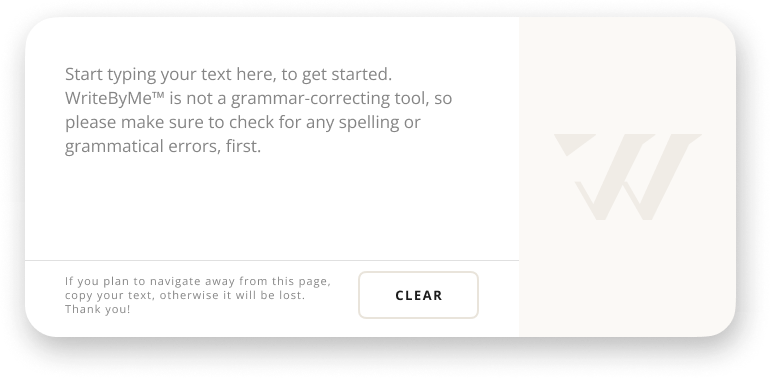 Start typing your text here, to get started.
WriteByMe™ is not a grammar-correcting tool, so
please make sure to check for any spelling or
grammatical errors, first.
If you plan to navigate away from this page,
copy your text, otherwise it will be lost.
Thank you!
CLEAR